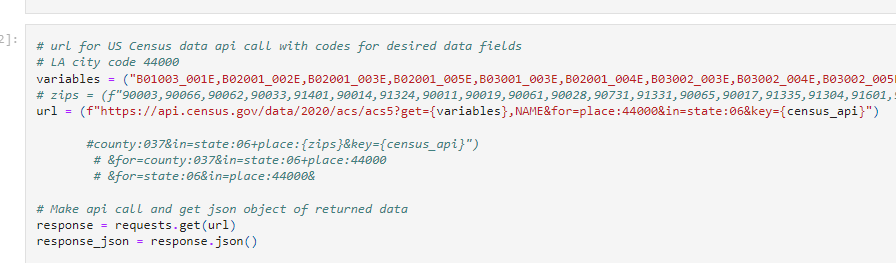 2]:
# url for US Census data api call with codes for desired data fields
# LA city code 44000
variables = ("B01003_001E,B02001_002E,B02001_003E,B02001_005E,B03001_003E,B02001_004E,B03002_003E,B03002_004E,B03002_005E
# zips = (f"90003,90066,90062,90033,91401,90014,91324,90011,90019,90061,90028,90731,91331,90065,90017,91335,91304,91601,9
url = (f"https://api.census.gov/data/2020/acs/acs5?get={variables},NAME&for=place:44000&in=state:06&key={census_api}")
#county:037&in=state:06+place:{zips}&key={census_api}")
# &for=county:037&in=state:06+place:44000
# &for=state:06&in=place:44000&
# Make api call and get json object of returned data
response = requests.get(url)
response_json = response.json()